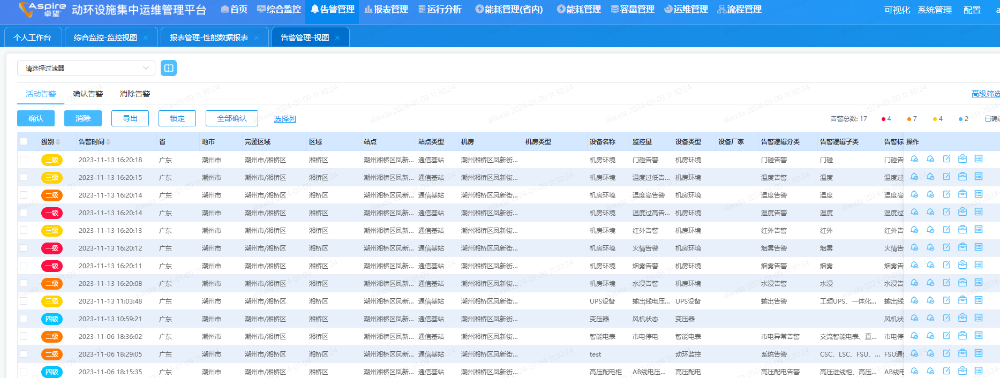 Aspire 卓望 动环设施集中运维管理平台 首页 综合监控 告警管理 报表管理 运行分析 能耗管理(省内) 能耗管理 容量管理 运维管理 流程管理 可视化 系统管理 配置 a
个人工作台 综合监控-监控视图 × 报表管理-性能数据报表 × 告警管理-视图 ×
请选择过滤器
活动告警 确认告警 消除告警 高级筛选
确认 消除 导出 锁定 全部确认 选择列 告警总数: 17 4 7 4 2 已确认
级别 告警时间 省 地市 完整区域 区域 站点 站点类型 机房 机房类型 设备名称 监控量 设备类型 设备厂家 告警逻辑分类 告警逻辑子类 告警标 操作
三级 2023-11-13 16:20:18 广东 潮州市 潮州市/湘桥区 湘桥区 潮州湘桥区凤新... 通信基站 潮州湘桥区凤新街... 机房环境 门碰告警 机房环境 门碰告警 门碰 门碰告
三级 2023-11-13 16:20:15 广东 潮州市 潮州市/湘桥区 湘桥区 潮州湘桥区凤新... 通信基站 潮州湘桥区凤新街... 机房环境 温度过低告... 机房环境 温度告警 温度 温度过
二级 2023-11-13 16:20:14 广东 潮州市 潮州市/湘桥区 湘桥区 潮州湘桥区凤新... 通信基站 潮州湘桥区凤新街... 机房环境 温度高告警 机房环境 温度告警 温度 温度高
一级 2023-11-13 16:20:14 广东 潮州市 潮州市/湘桥区 湘桥区 潮州湘桥区凤新... 通信基站 潮州湘桥区凤新街... 机房环境 温度过高告... 机房环境 温度告警 温度 温度过
三级 2023-11-13 16:20:13 广东 潮州市 潮州市/湘桥区 湘桥区 潮州湘桥区凤新... 通信基站 潮州湘桥区凤新街... 机房环境 红外告警 机房环境 红外告警 红外 红外告
一级 2023-11-13 16:20:12 广东 潮州市 潮州市/湘桥区 湘桥区 潮州湘桥区凤新... 通信基站 潮州湘桥区凤新街... 机房环境 火情告警 机房环境 烟雾告警 烟雾 火情告
一级 2023-11-13 16:20:11 广东 潮州市 潮州市/湘桥区 湘桥区 潮州湘桥区凤新... 通信基站 潮州湘桥区凤新街... 机房环境 烟雾告警 机房环境 烟雾告警 烟雾 烟雾告
二级 2023-11-13 16:20:08 广东 潮州市 潮州市/湘桥区 湘桥区 潮州湘桥区凤新... 通信基站 潮州湘桥区凤新街... 机房环境 水浸告警 机房环境 水浸告警 水浸 水浸告
三级 2023-11-13 11:03:48 广东 潮州市 潮州市/湘桥区 湘桥区 潮州湘桥区凤新... 通信基站 潮州湘桥区凤新街... UPS设备 输出线电压... UPS设备 输出告警 工频UPS、一体化... 输出线
四级 2023-11-13 10:59:21 广东 潮州市 潮州市/湘桥区 湘桥区 潮州湘桥区凤新... 通信基站 潮州湘桥区凤新街... 变压器 风机状态 变压器 风机状
二级 2023-11-06 18:36:02 广东 潮州市 潮州市/湘桥区 湘桥区 潮州湘桥区凤新... 通信基站 潮州湘桥区凤新街... 智能电表 市电停电 智能电表 市电异常告警 交流智能电表、直... 市电停
二级 2023-11-06 18:29:05 广东 潮州市 潮州市/湘桥区 湘桥区 潮州湘桥区凤新... 通信基站 潮州湘桥区凤新街... test 动环监控 系统告警 CSC、LSC、FSU、... FSU通信
四级 2023-11-06 18:15:35 广东 潮州市 潮州市/湘桥区 湘桥区 潮州湘桥区凤新... 通信基站 潮州湘桥区凤新街... 高压配电柜 AB线电压... 高压配电 高压配电告警 高压进线柜、高压... AB线电
alauda 2024-01-09 11:30:24